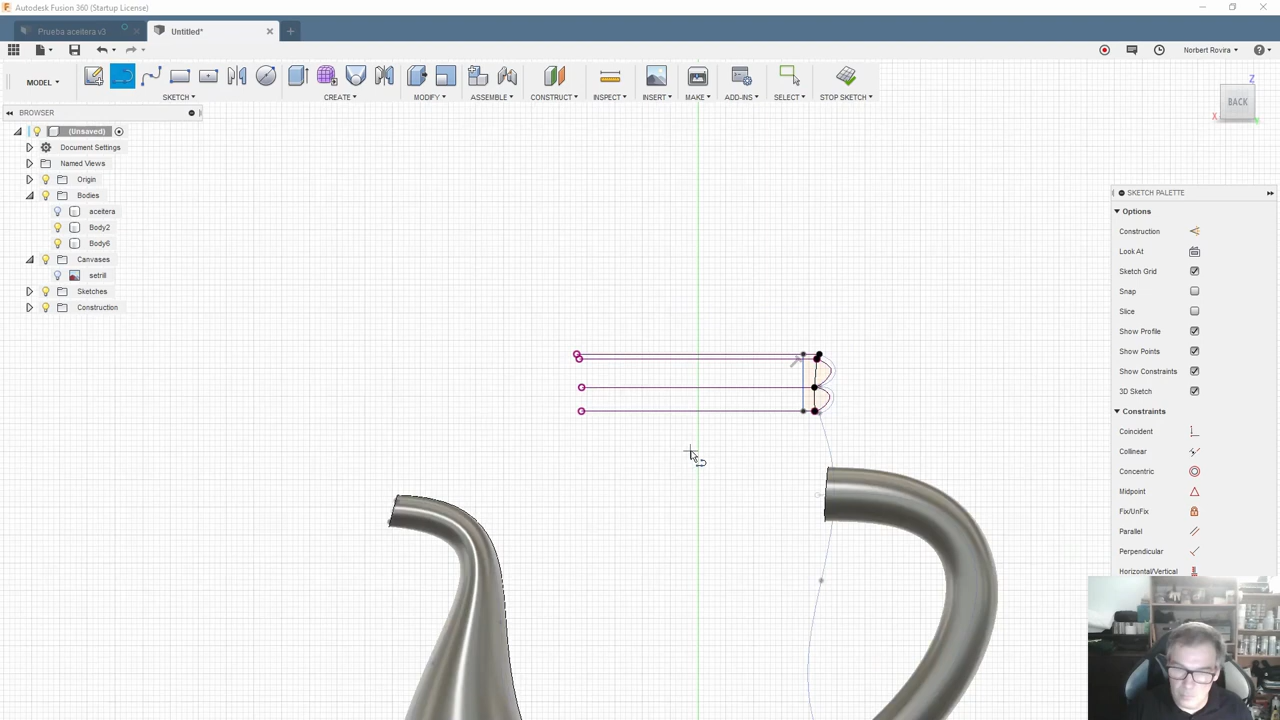 Autodesk Fusion 360 (Startup License)
Prueba aceitera v3
Untitled*
Norbert Rovira
MODEL
SKETCH
CREATE
MODIFY
ASSEMBLE
CONSTRUCT
INSPECT
INSERT
MAKE
ADD-INS
SELECT
STOP SKETCH
BROWSER
(Unsaved)
Document Settings
Named Views
Origin
Bodies
aceitera
Body2
Body6
Canvases
setrill
Sketches
Construction
Z
BACK
X
Y
SKETCH PALETTE
Options
Construction
Look At
Sketch Grid
Snap
Slice
Show Profile
Show Points
Show Constraints
3D Sketch
Constraints
Coincident
Collinear
Concentric
Midpoint
Fix/UnFix
Parallel
Perpendicular
Horizontal/Vertical